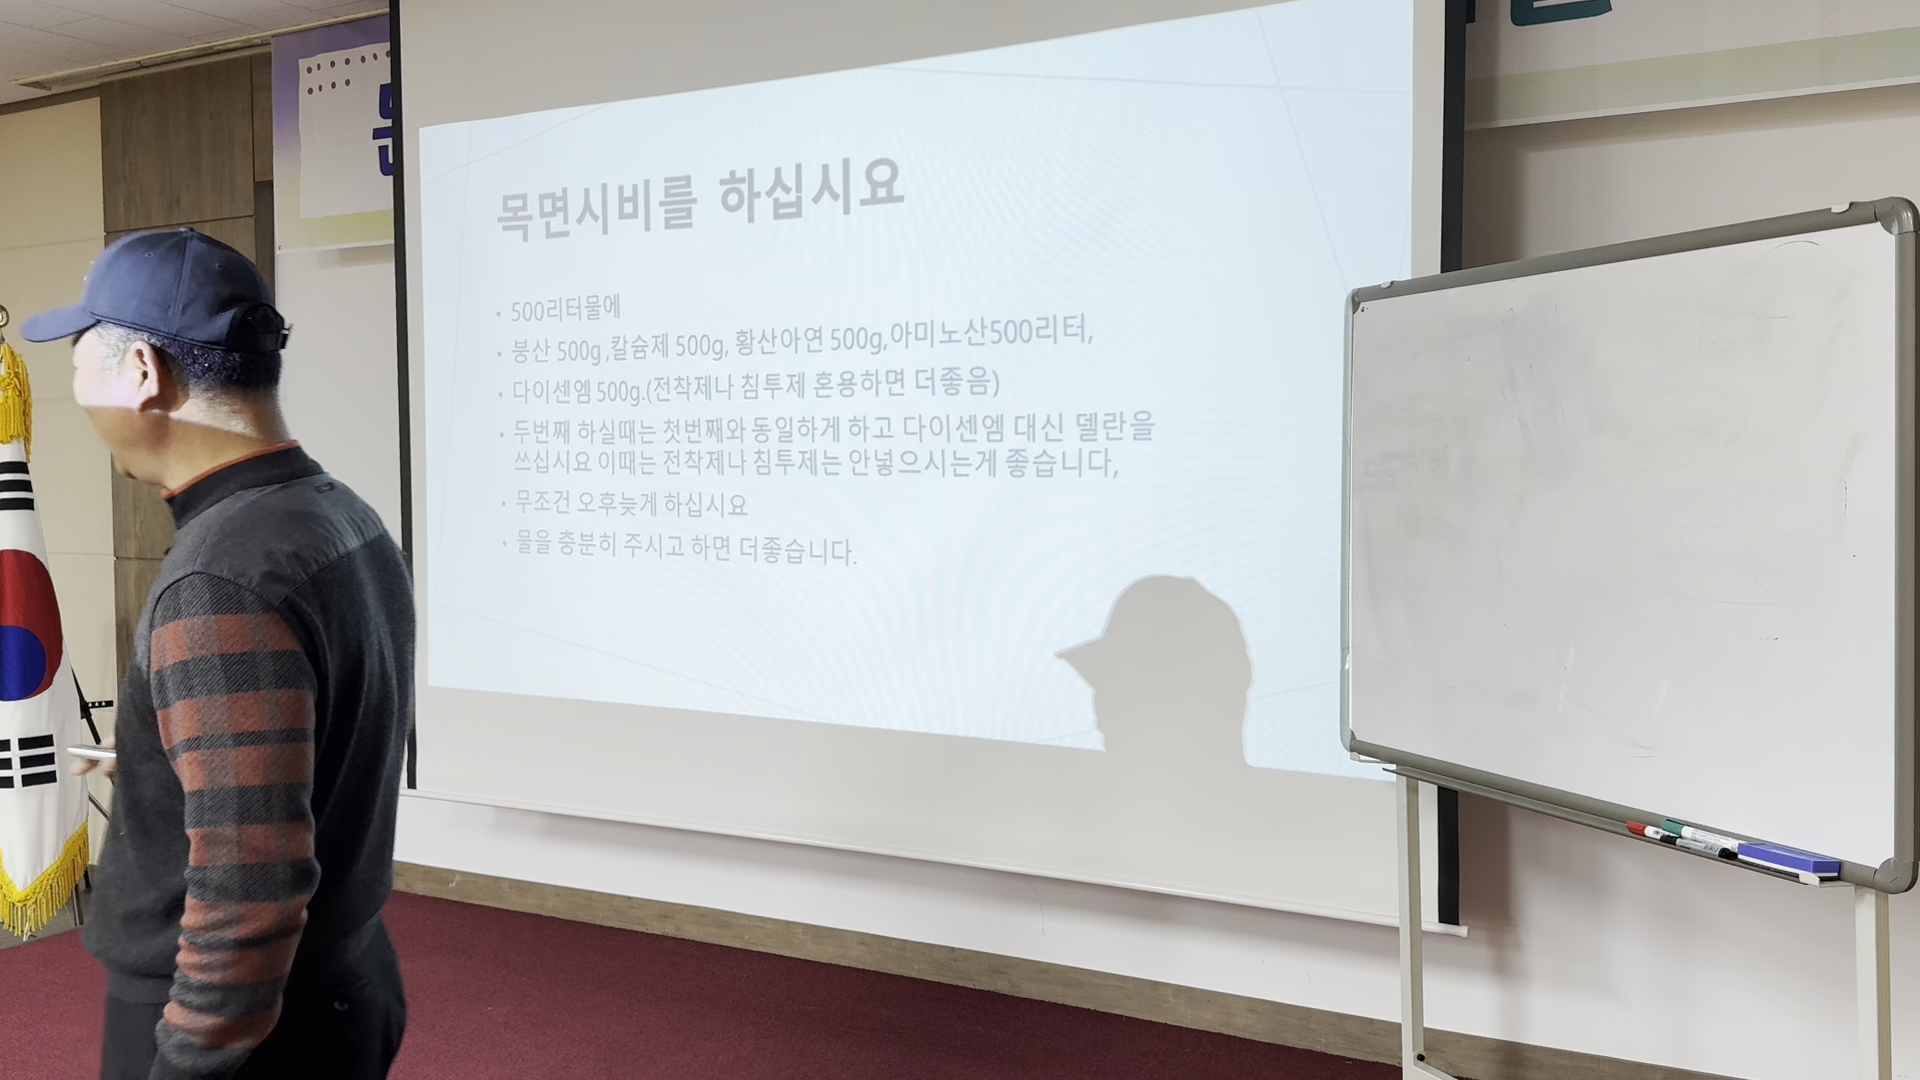 목면시비를 하십시요
• 500리터물에
• 붕산 500g ,칼슘제 500g, 황산아연 500g,아미노산500리터,
• 다이센엠 500g.(전착제나 침투제 혼용하면 더좋음)
• 두번째 하실때는 첫번째와 동일하게 하고 다이센엠 대신 델란을
쓰십시요 이때는 전착제나 침투제는 안넣으시는게 좋습니다,
• 무조건 오후늦게 하십시요
• 물을 충분히 주시고 하면 더좋습니다.